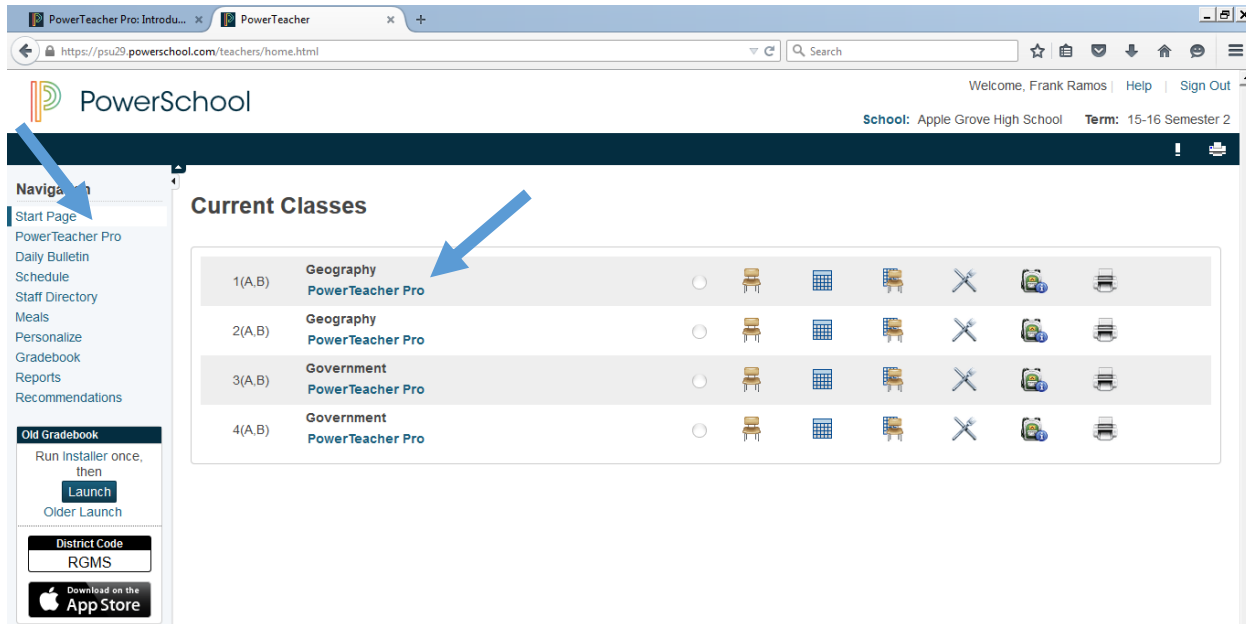 PowerTeacher Pro: Introdu...
PowerTeacher
https://psu29.powerschool.com/teachers/home.html
Search
PowerSchool
Welcome, Frank Ramos | Help | Sign Out
School: Apple Grove High School Term: 15-16 Semester 2
Start Page
PowerTeacher Pro
Daily Bulletin
Schedule
Staff Directory
Meals
Personalize
Gradebook
Reports
Recommendations
Old Gradebook
Run Installer once,
then
Launch
Older Launch
District Code
RGMS
Download on the
App Store
Current Classes
1(A,B)
Geography
PowerTeacher Pro
2(A,B)
Geography
PowerTeacher Pro
3(A,B)
Government
PowerTeacher Pro
4(A,B)
Government
PowerTeacher Pro